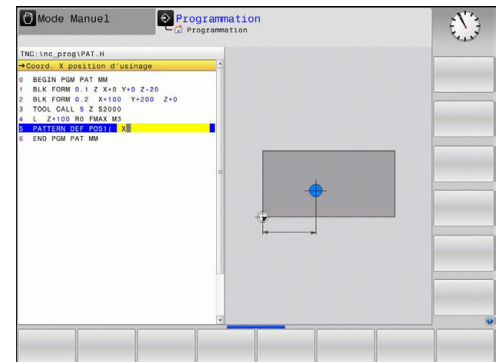 Mode Manuel
Programmation
Programmation
TNC:\nc_prog\PAT.H
→Coord. X position d'usinage
0 BEGIN PGM PAT MM
1 BLK FORM 0.1 Z X+0 Y+0 Z-20
2 BLK FORM 0.2 X+100 Y+200 Z+0
3 TOOL CALL 5 Z S2000
4 L Z+100 R0 FMAX M3
5 PATTERN DEF POS1( X
6 END PGM PAT MM